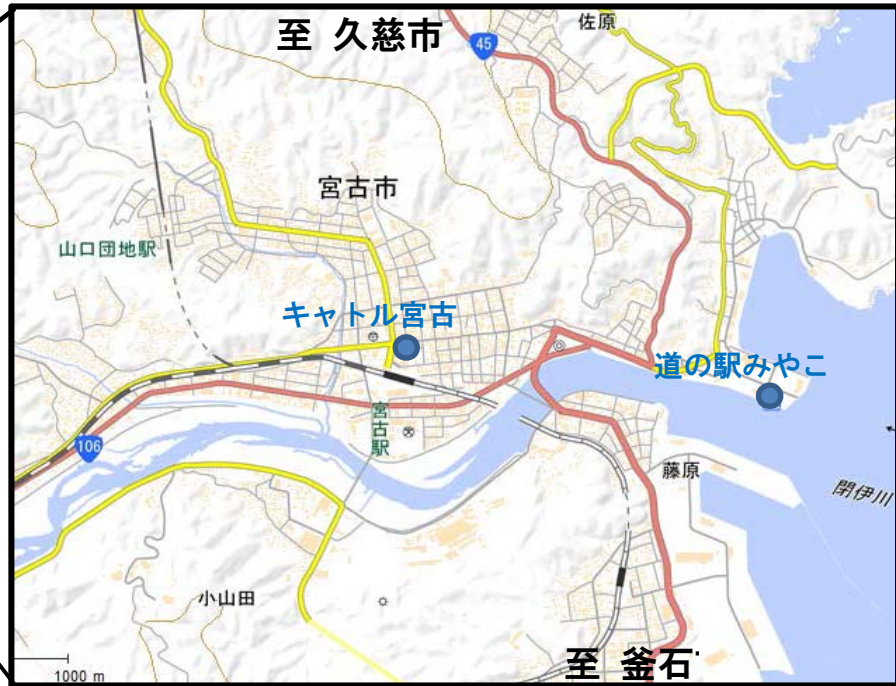 至 久慈市
佐原
45
宮古市
山口団地駅
キャトル宮古
道の駅みやこ
宮古駅
106
藤原
閉伊川
小山田
至 釜石
1000 m